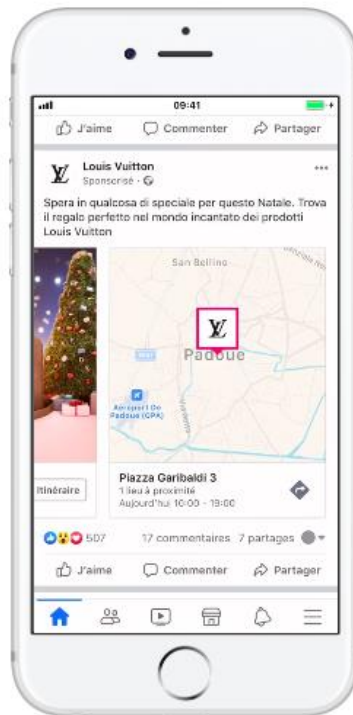 09:41
J'aime Commenter Partager
Louis Vuitton
Sponsorisé
Spera in qualcosa di speciale per questo Natale. Trova
il regalo perfetto nel mondo incantato dei prodotti
Louis Vuitton
San Bellino
Padoue
Aéroport De
Padoue (QPA)
Itinéraire
Piazza Garibaldi 3
1 lieu à proximité
Aujourd'hui 10:00 - 19:00
507 17 commentaires 7 partages
J'aime Commenter Partager